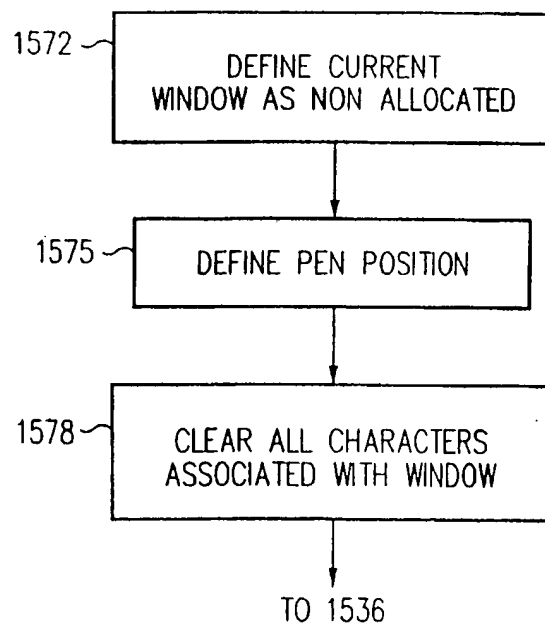 1572
DEFINE CURRENT
WINDOW AS NON ALLOCATED
1575
DEFINE PEN POSITION
1578
CLEAR ALL CHARACTERS
ASSOCIATED WITH WINDOW
TO 1536